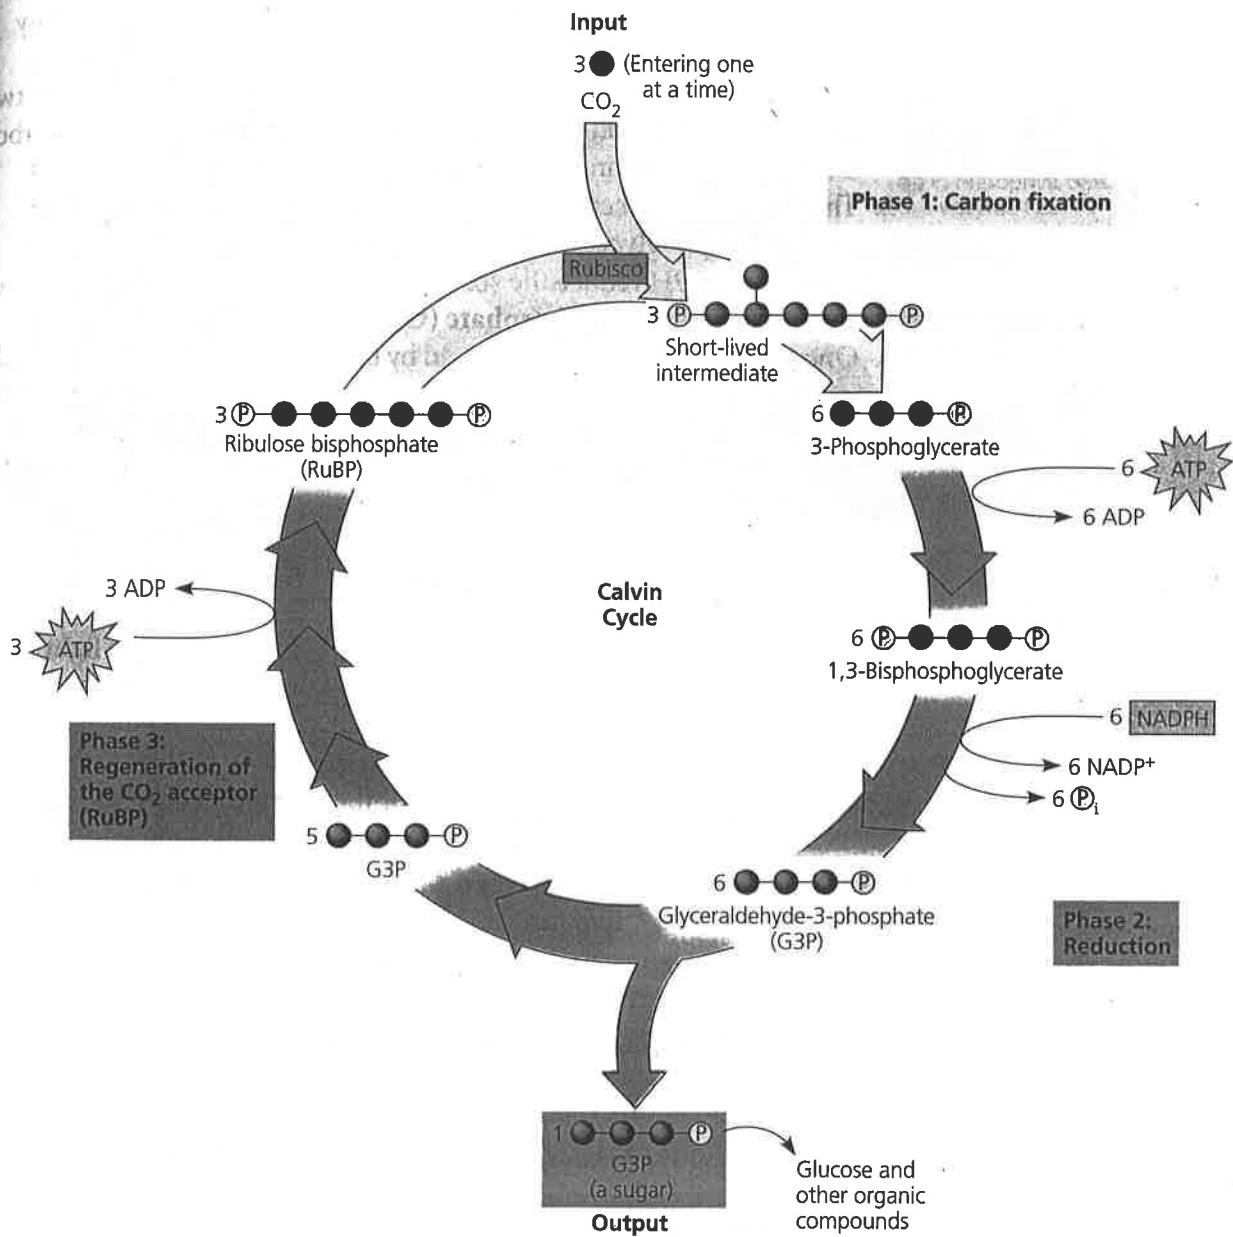 Input
3 (Entering one
at a time)
CO₂
Phase 1: Carbon fixation
Rubisco
3 P P
Short-lived
intermediate
3 P P
Ribulose bisphosphate
(RuBP)
6 P
3-Phosphoglycerate
6 ATP
6 ADP
Calvin
Cycle
3 ADP
3 ATP
6 P P
1,3-Bisphosphoglycerate
6 NADPH
6 NADP⁺
6 Pᵢ
Phase 3:
Regeneration of
the CO₂ acceptor
(RuBP)
5 P
G3P
6 P
Glyceraldehyde-3-phosphate
(G3P)
Phase 2:
Reduction
1 P
G3P
(a sugar)
Output
Glucose and
other organic
compounds